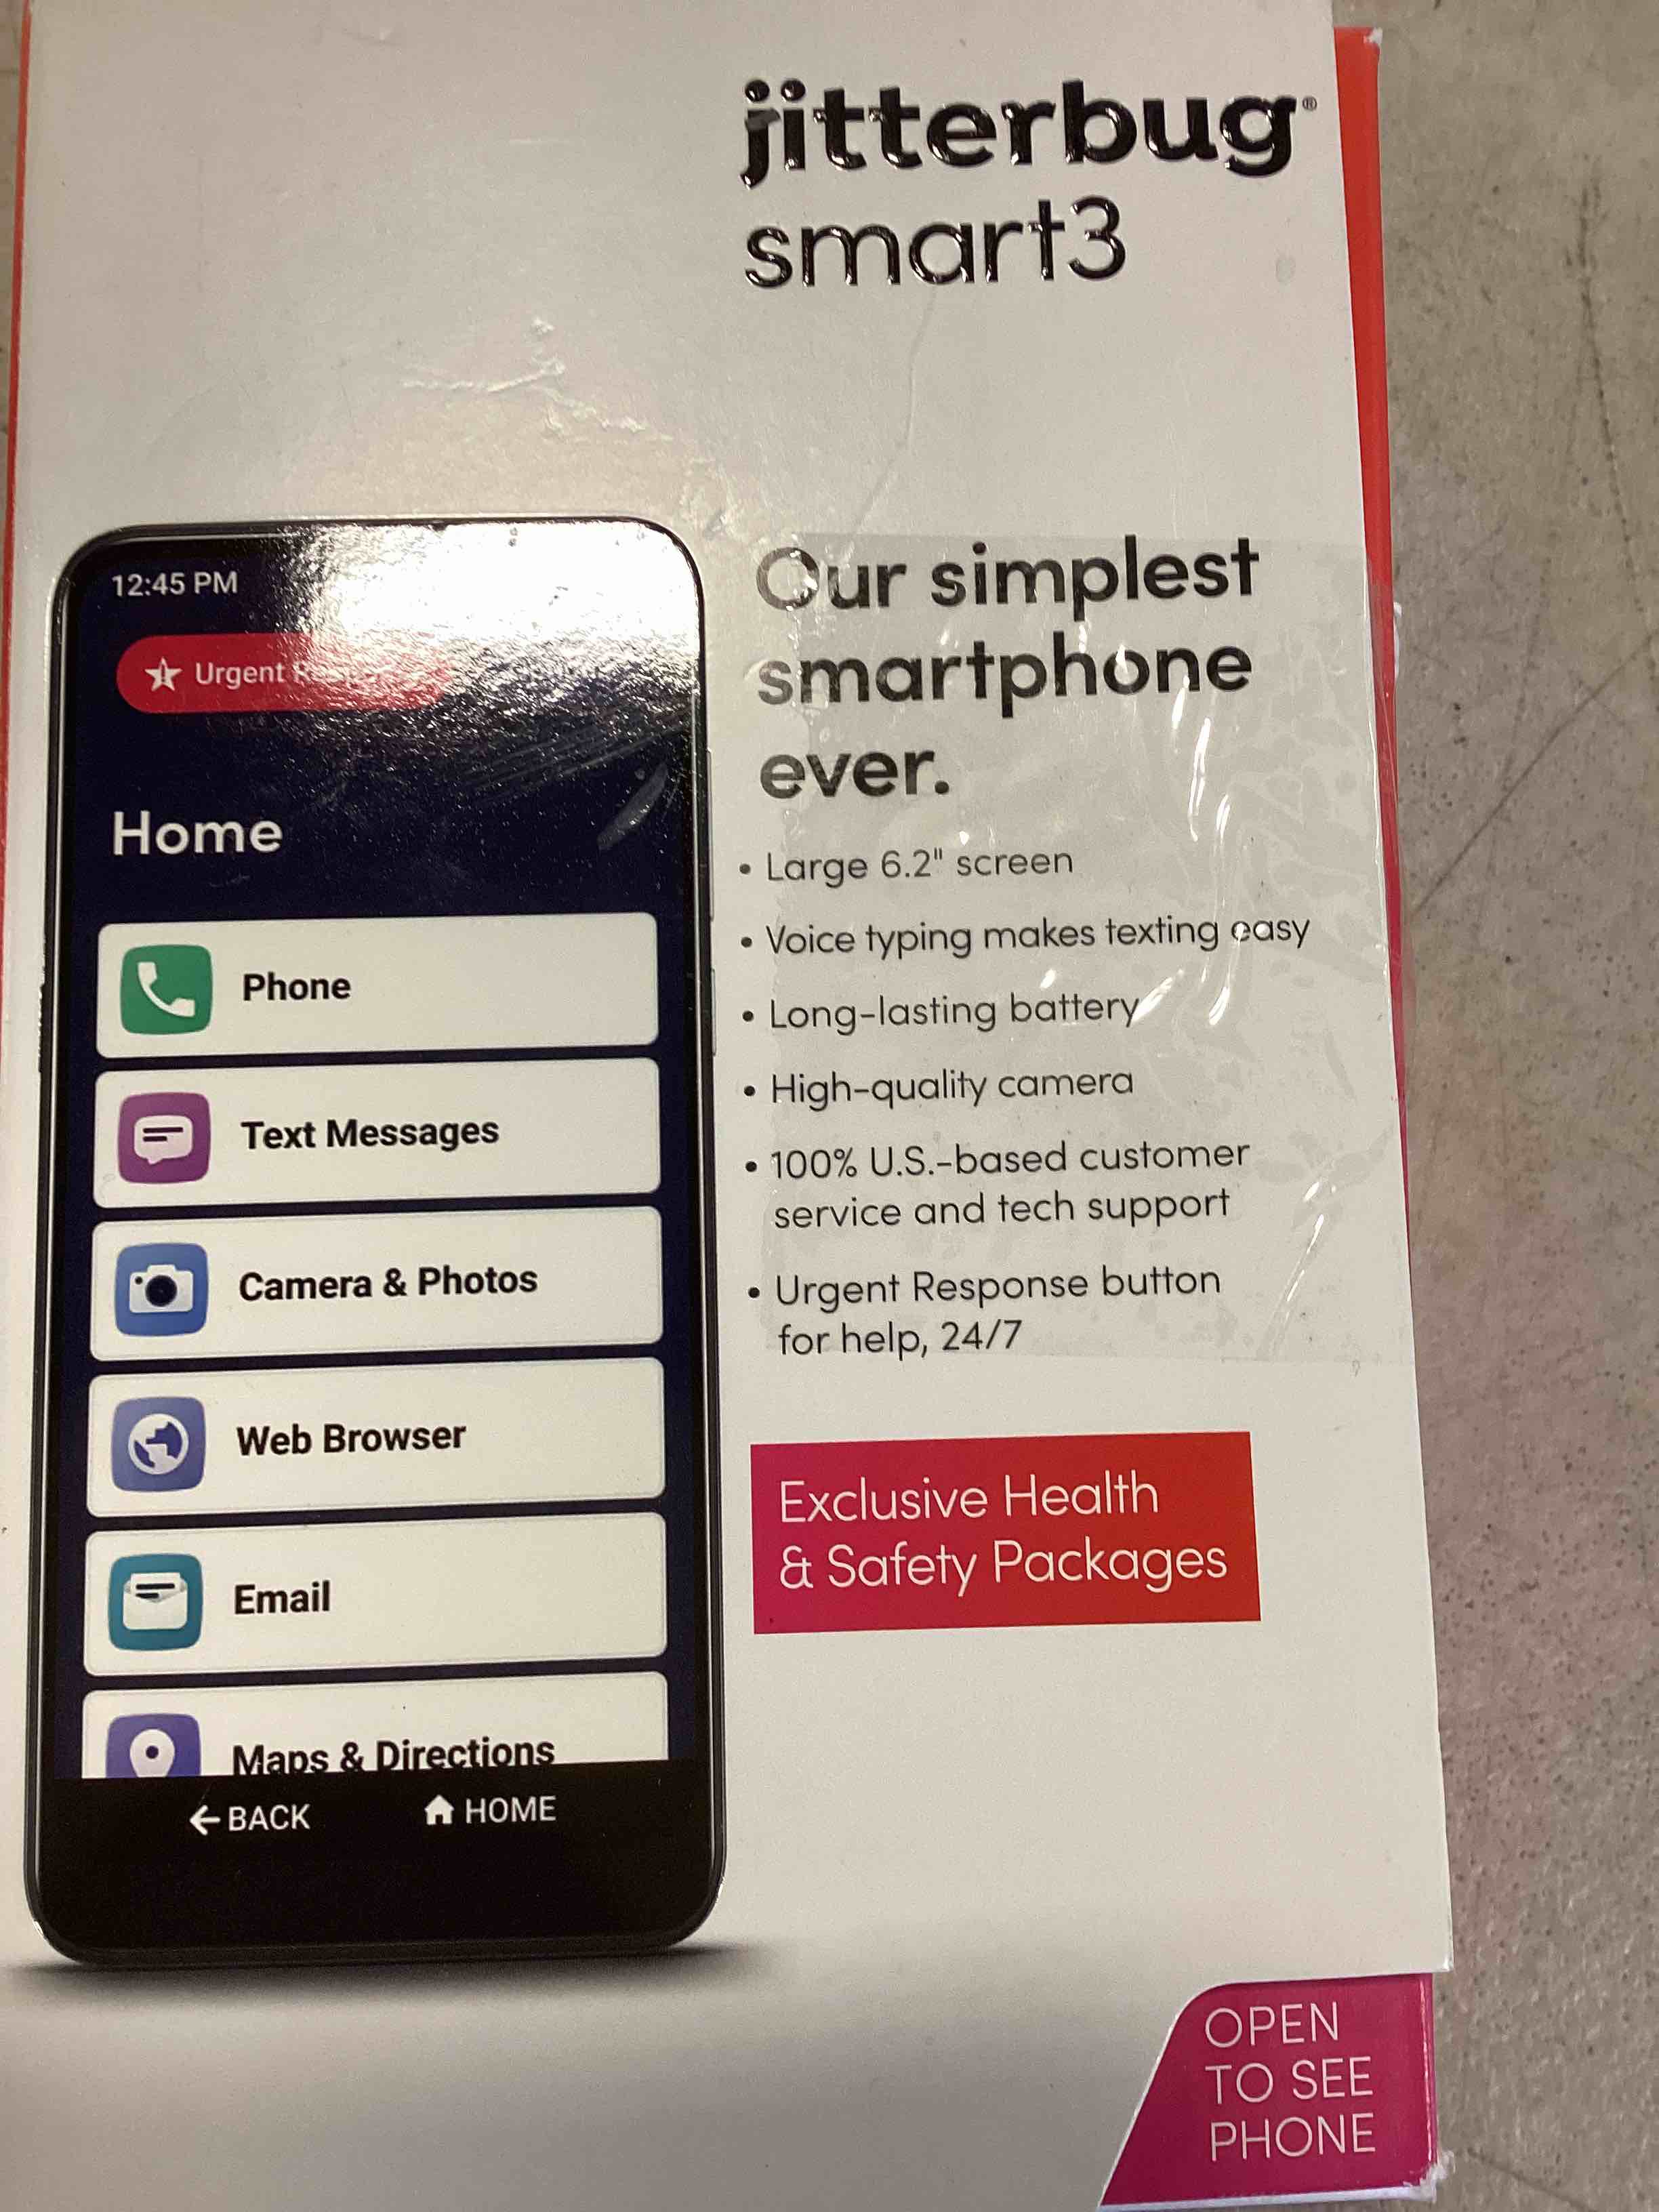 jitterbug®
smart3
12:45 PM
Urgent
Home
Phone
Text Messages
Camera & Photos
Web Browser
Email
Maps & Directions
BACK
HOME
Our simplest
smartphone
ever.
• Large 6.2" screen
• Voice typing makes texting easy
• Long-lasting battery
• High-quality camera
• 100% U.S.-based customer
service and tech support
• Urgent Response button
for help, 24/7
Exclusive Health
& Safety Packages
OPEN
TO SEE
PHONE